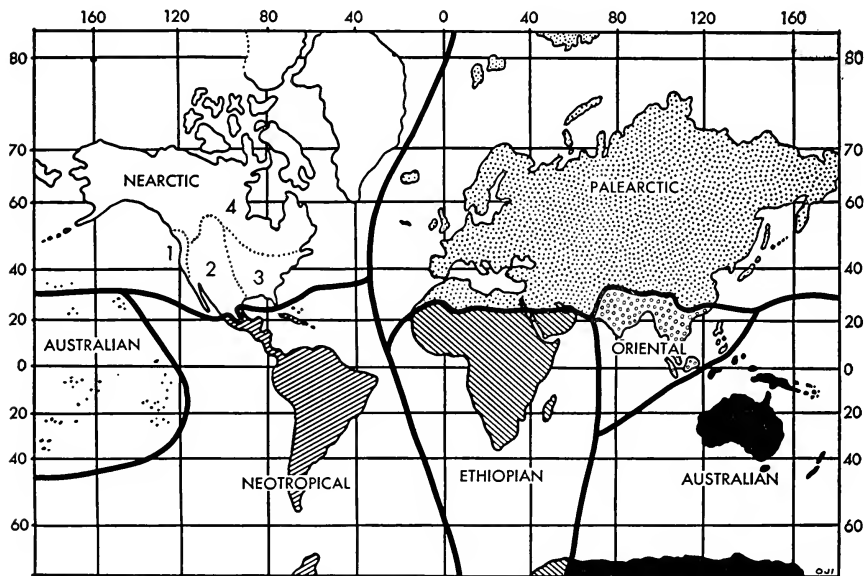 160 120 80 40 0 40 80 120 160
80 80
70 70
NEARCTIC PALEARCTIC
60 4 60
1
2
3
40 40
20 20
AUSTRALIAN ORIENTAL
0 0
20 20
40 40
NEOTROPICAL ETHIOPIAN AUSTRALIAN
60 60
OJI